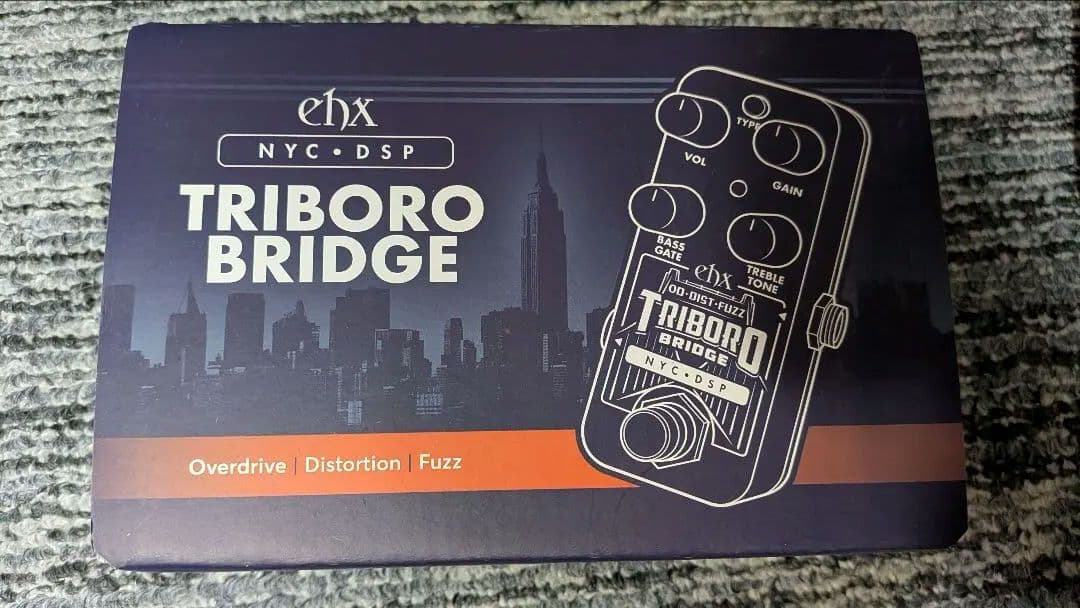 ehx
NYC • DSP
TRIBORO
BRIDGE
Overdrive | Distortion | Fuzz
VOL
TYPE
GAIN
BASS
GATE
TREBLE
TONE
ehx
OD•DIST•FUZZ
TRIBORO
BRIDGE
NYC•DSP